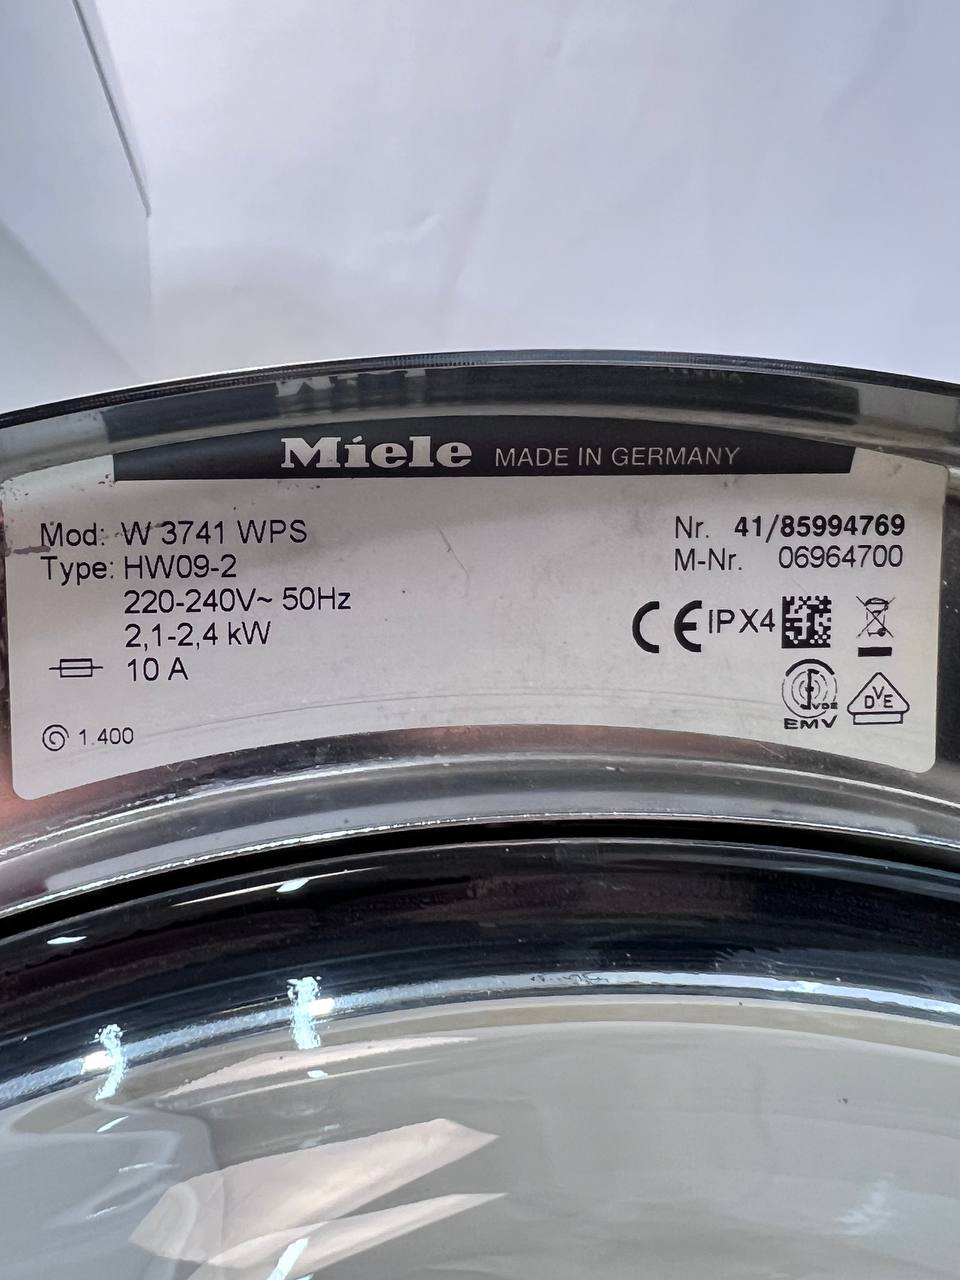 Miele MADE IN GERMANY
Mod: W 3741 WPS
Type: HW09-2
220-240V~ 50Hz
2,1-2,4 kW
10 A
1.400
Nr. 41/85994769
M-Nr. 06964700
CE IPX4
VDE
EMV
DVE